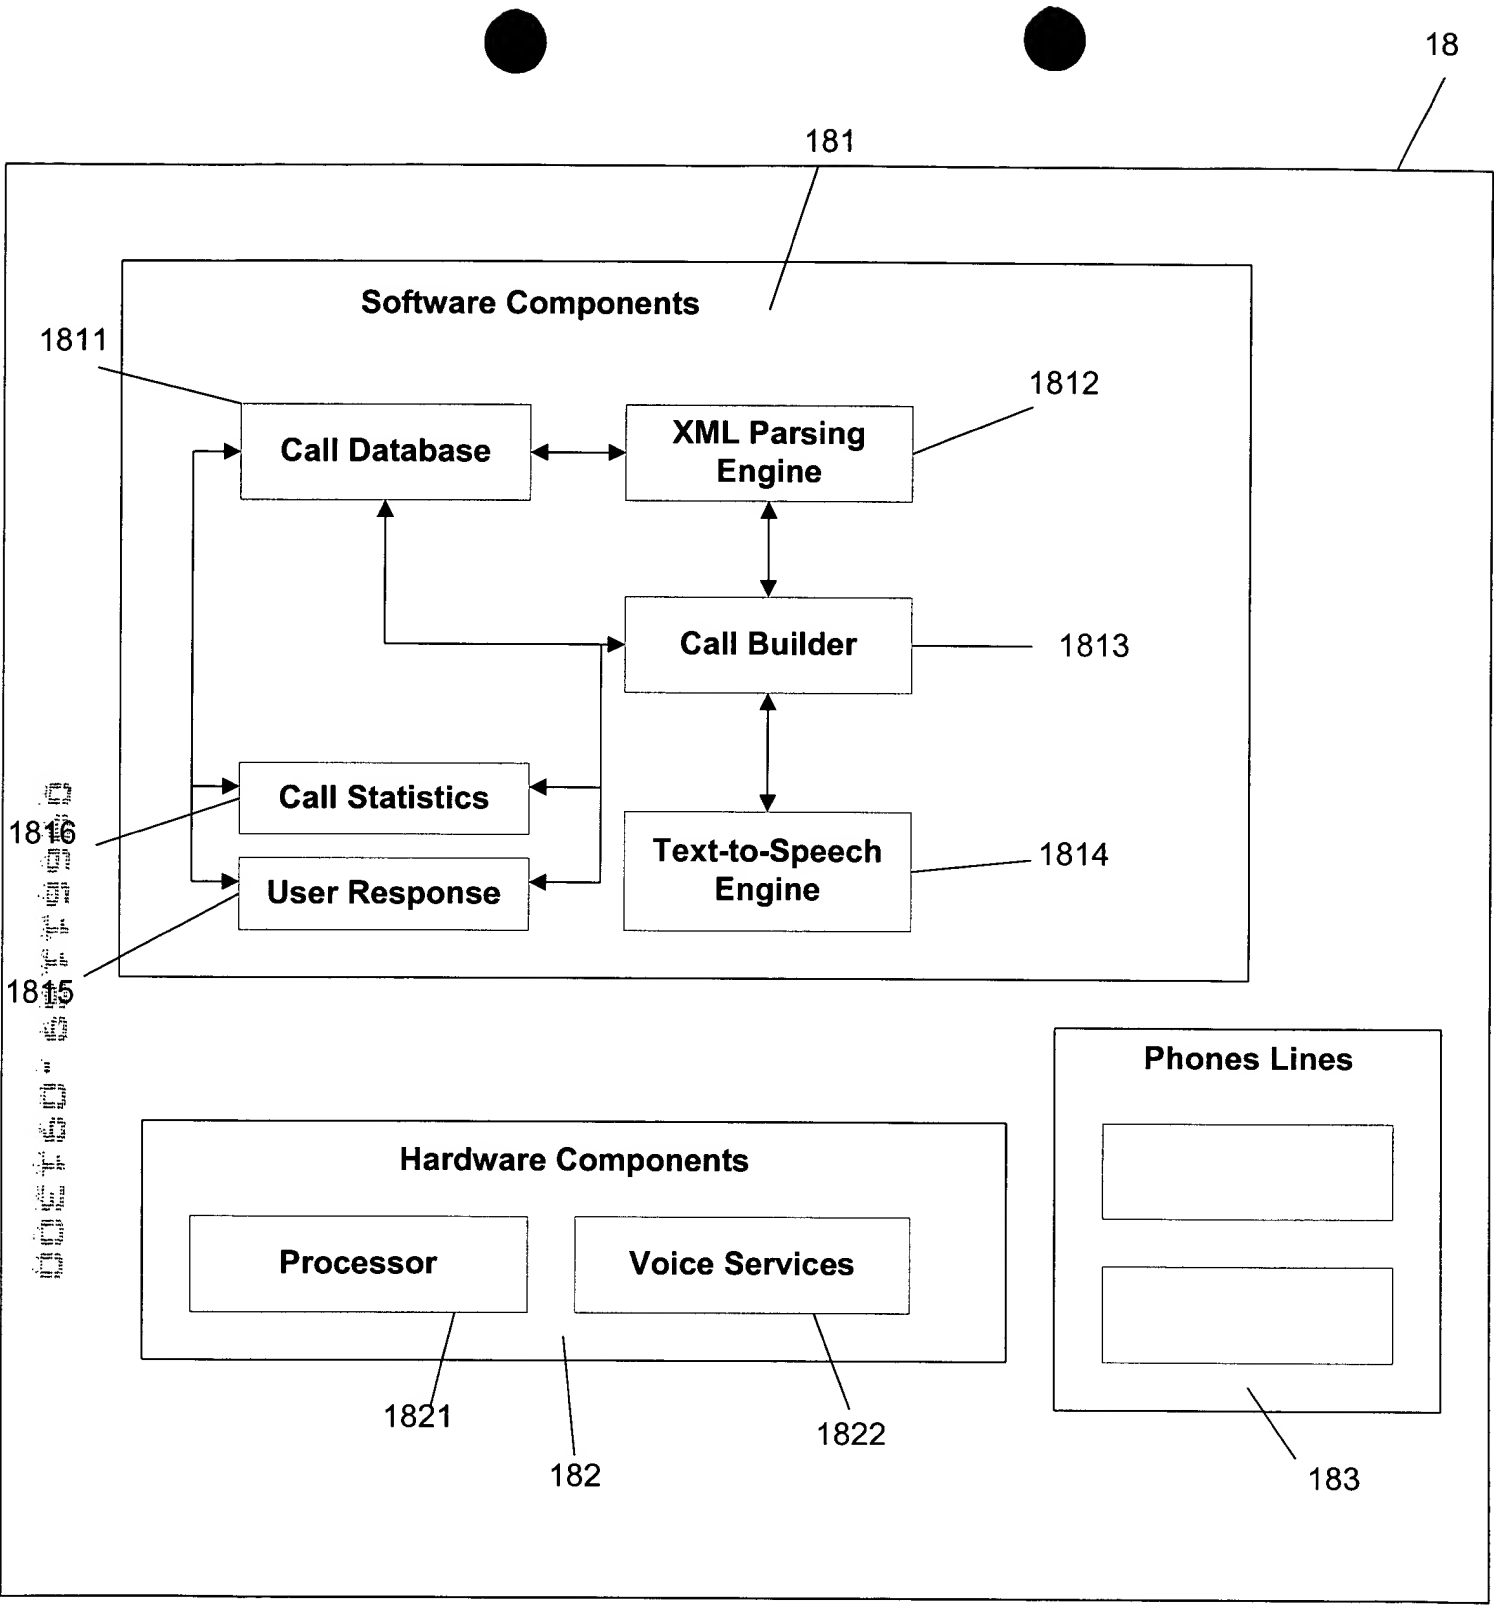 18
181
Software Components
1811
1812
Call Database
XML Parsing
Engine
Call Builder
1813
Call Statistics
1816
Text-to-Speech
Engine
1814
User Response
1815
Phones Lines
Hardware Components
Processor
Voice Services
1821
1822
182
183